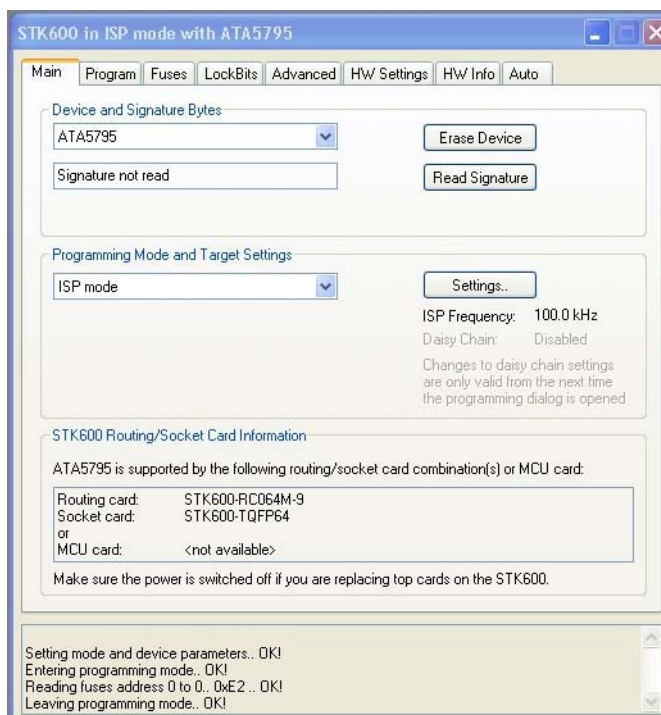 STK600 in ISP mode with ATA5795
Main Program Fuses LockBits Advanced HW Settings HW Info Auto
Device and Signature Bytes
ATA5795
Erase Device
Signature not read
Read Signature
Programming Mode and Target Settings
ISP mode
Settings..
ISP Frequency: 100.0 kHz
Daisy Chain: Disabled
Changes to daisy chain settings
are only valid from the next time
the programming dialog is opened
STK600 Routing/Socket Card Information
ATA5795 is supported by the following routing/socket card combination(s) or MCU card:
Routing card: STK600-RC064M-9
Socket card: STK600-TQFP64
or
MCU card: <not available>
Make sure the power is switched off if you are replacing top cards on the STK600.
Setting mode and device parameters.. OK!
Entering programming mode.. OK!
Reading fuses address 0 to 0.. 0xE2 .. OK!
Leaving programming mode.. OK!